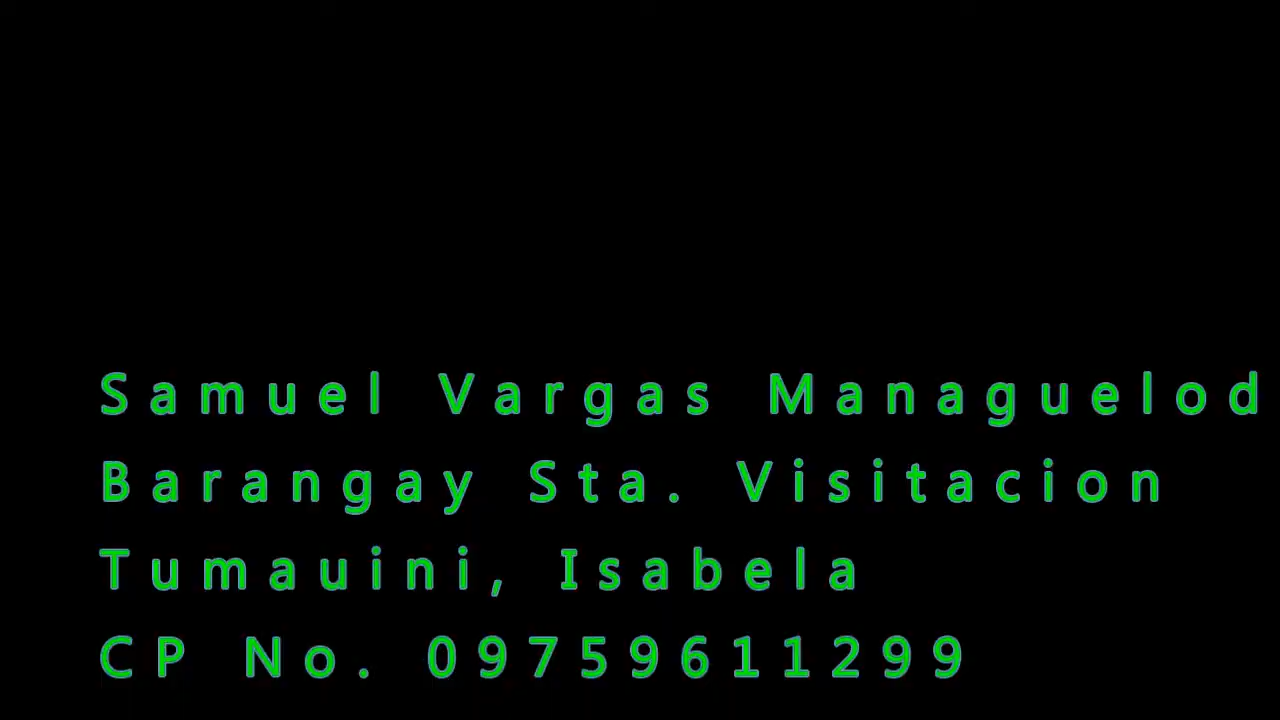 Samuel Vargas Managuelod
Barangay Sta. Visitacion
Tumauini, Isabela
CP No. 09759611299